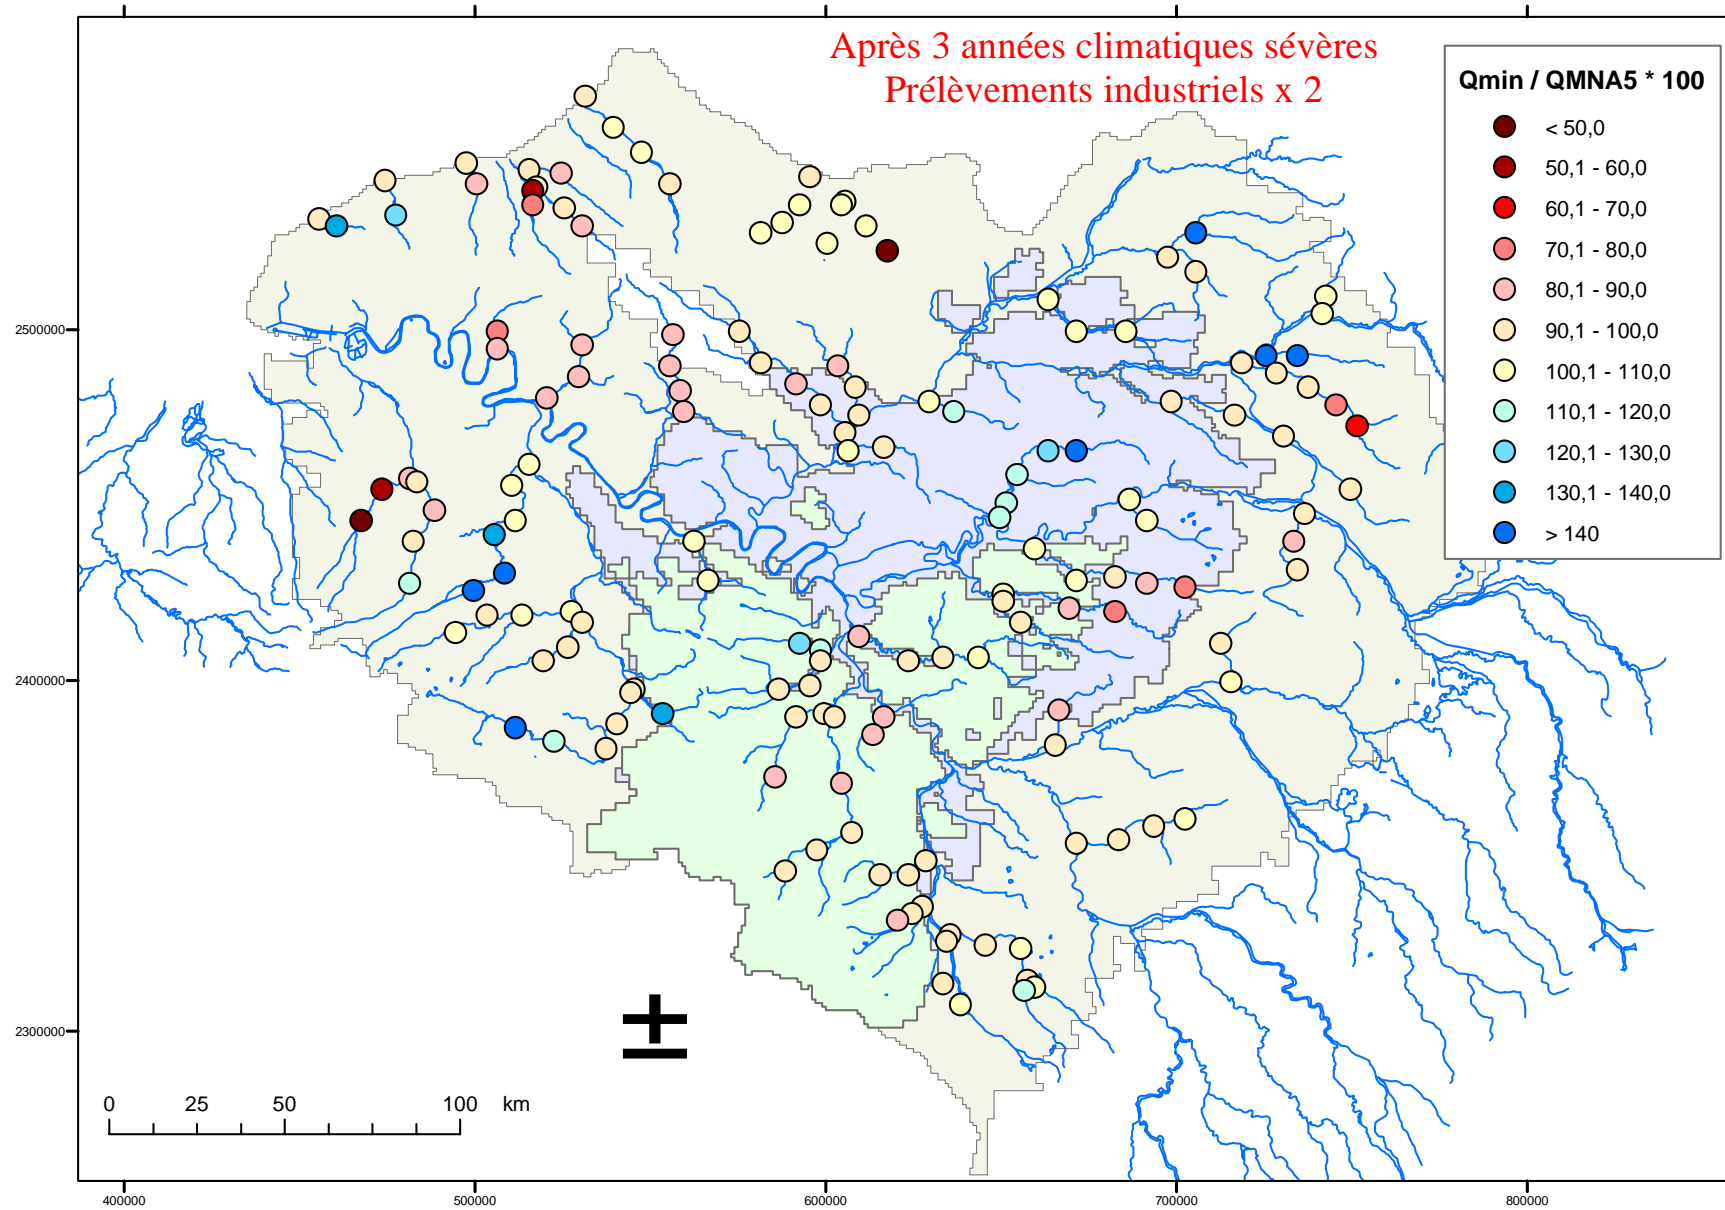 Après 3 années climatiques sévères
Prélèvements industriels x 2
Qmin / QMNA5 * 100
< 50,0
50,1 - 60,0
60,1 - 70,0
70,1 - 80,0
80,1 - 90,0
90,1 - 100,0
100,1 - 110,0
110,1 - 120,0
120,1 - 130,0
130,1 - 140,0
> 140
2500000
2400000
2300000
0 25 50 100 km
400000 500000 600000 700000 800000